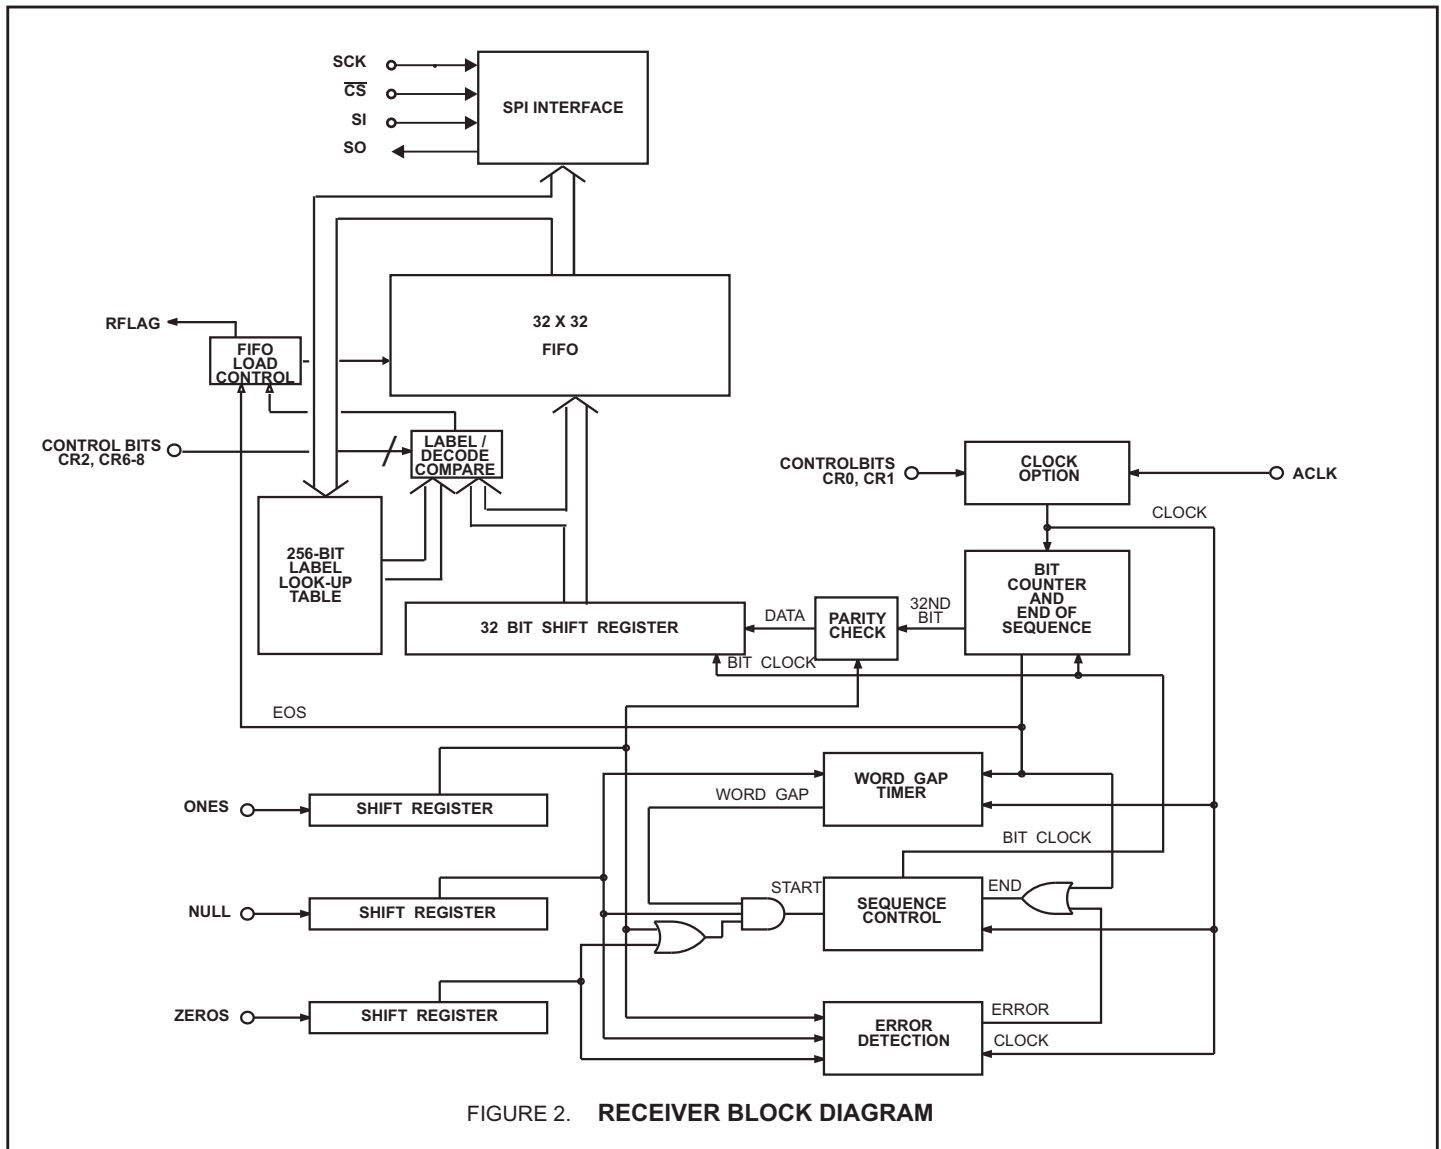 SCK
CS
SI
SO
SPI INTERFACE
32 X 32
FIFO
RFLAG
FIFO
LOAD
CONTROL
CONTROL BITS
CR2, CR6-8
LABEL /
DECODE
COMPARE
CONTROLBITS
CR0, CR1
CLOCK
OPTION
ACLK
CLOCK
256-BIT
LABEL
LOOK-UP
TABLE
BIT
COUNTER
AND
END OF
SEQUENCE
32ND
BIT
PARITY
CHECK
DATA
32 BIT SHIFT REGISTER
BIT CLOCK
EOS
ONES
SHIFT REGISTER
WORD GAP
WORD GAP
TIMER
BIT CLOCK
NULL
SHIFT REGISTER
START
SEQUENCE
CONTROL
END
ZEROS
SHIFT REGISTER
ERROR
DETECTION
ERROR
CLOCK
FIGURE 2. RECEIVER BLOCK DIAGRAM